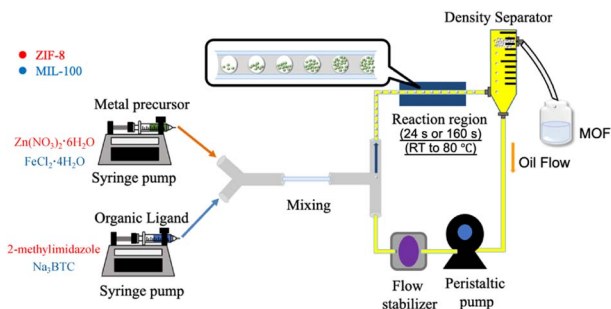 Density Separator
ZIF-8
MIL-100
Metal precursor
Zn(NO₃)₂·6H₂O
FeCl₂·4H₂O
Syringe pump
Reaction region
(24 s or 160 s)
(RT to 80 °C)
MOF
Oil Flow
Mixing
Organic Ligand
2-methylimidazole
Na₃BTC
Syringe pump
Flow
stabilizer
Peristaltic
pump